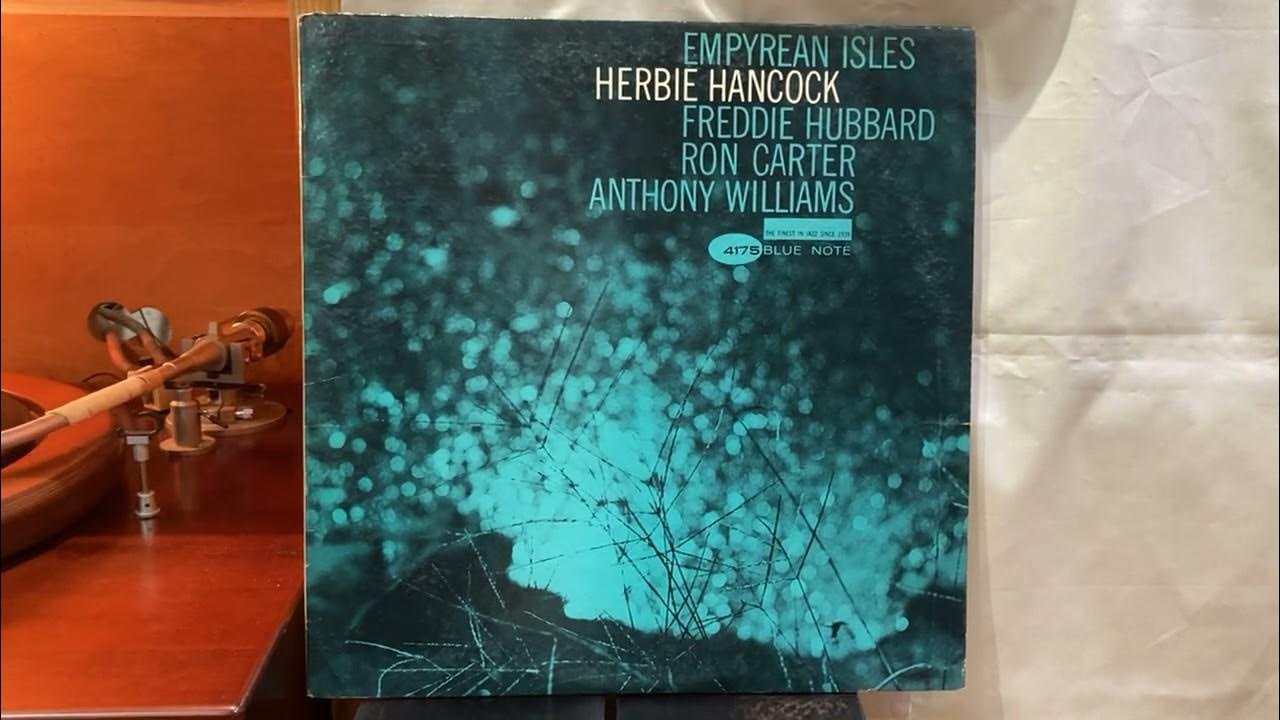 EMPYREAN ISLES
HERBIE HANCOCK
FREDDIE HUBBARD
RON CARTER
ANTHONY WILLIAMS
THE FINEST IN JAZZ SINCE 1939
4175 BLUE NOTE